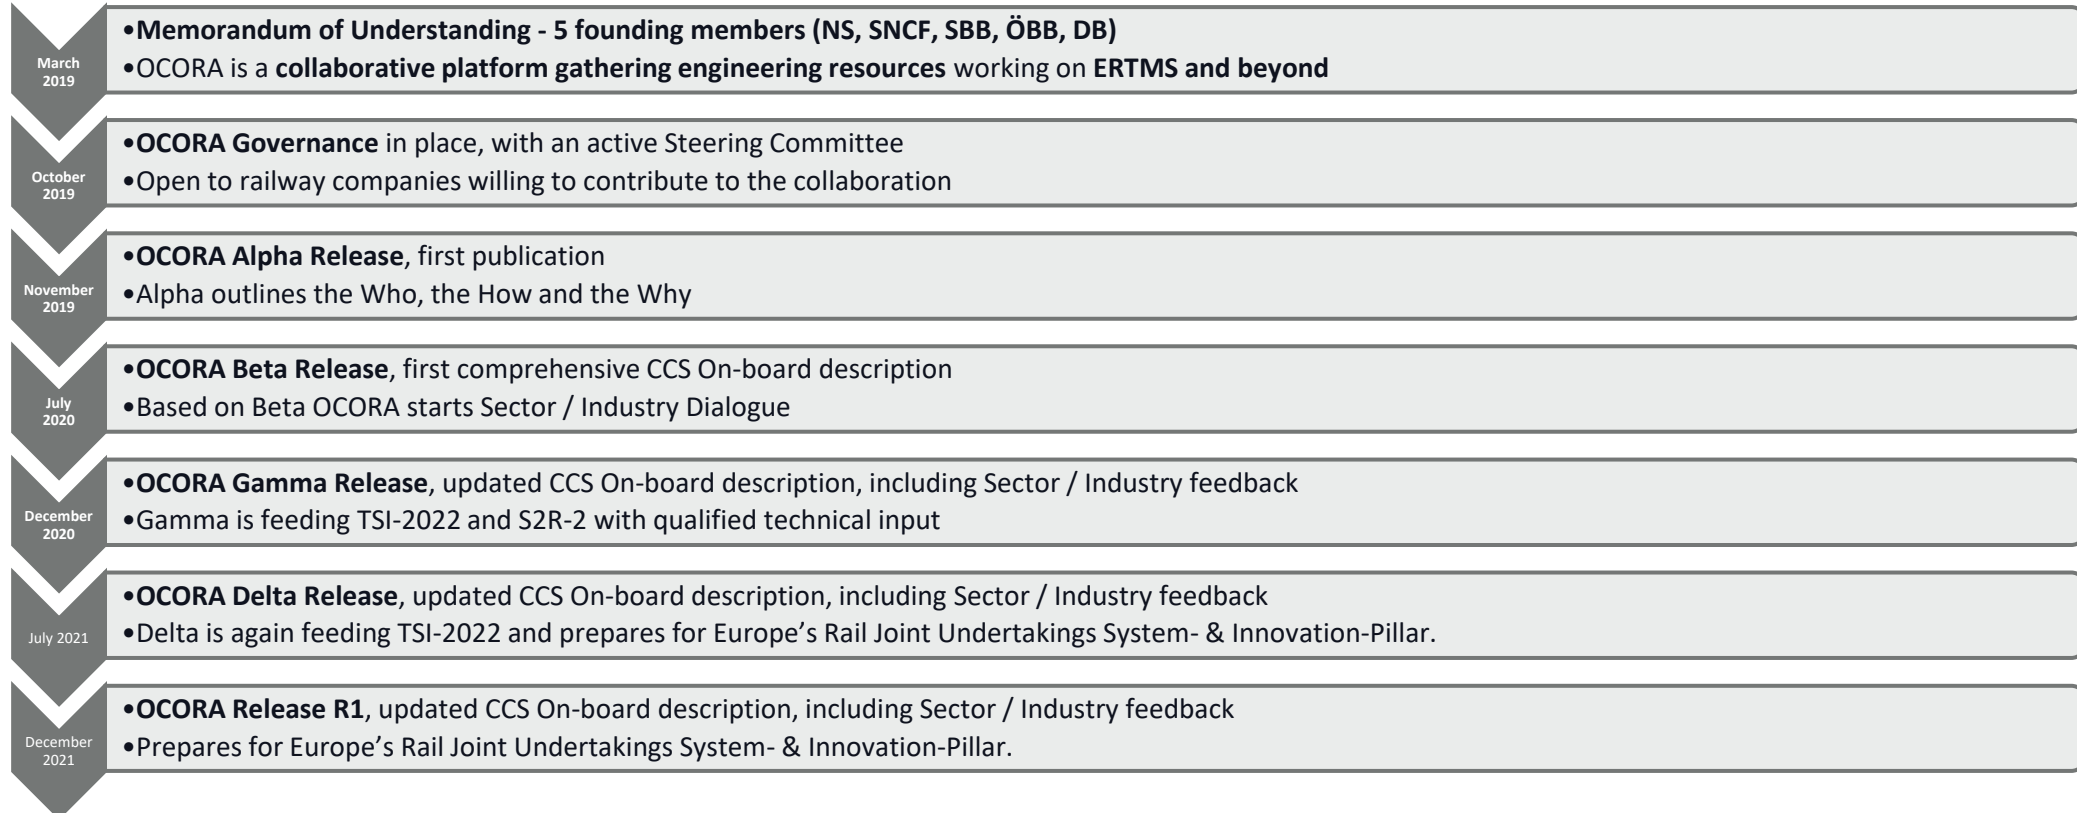 March
2019
•Memorandum of Understanding - 5 founding members (NS, SNCF, SBB, ÖBB, DB)
•OCORA is a collaborative platform gathering engineering resources working on ERTMS and beyond
October
2019
•OCORA Governance in place, with an active Steering Committee
•Open to railway companies willing to contribute to the collaboration
November
2019
•OCORA Alpha Release, first publication
•Alpha outlines the Who, the How and the Why
July
2020
•OCORA Beta Release, first comprehensive CCS On-board description
•Based on Beta OCORA starts Sector / Industry Dialogue
December
2020
•OCORA Gamma Release, updated CCS On-board description, including Sector / Industry feedback
•Gamma is feeding TSI-2022 and S2R-2 with qualified technical input
July 2021
•OCORA Delta Release, updated CCS On-board description, including Sector / Industry feedback
•Delta is again feeding TSI-2022 and prepares for Europe’s Rail Joint Undertakings System- & Innovation-Pillar.
December
2021
•OCORA Release R1, updated CCS On-board description, including Sector / Industry feedback
•Prepares for Europe’s Rail Joint Undertakings System- & Innovation-Pillar.